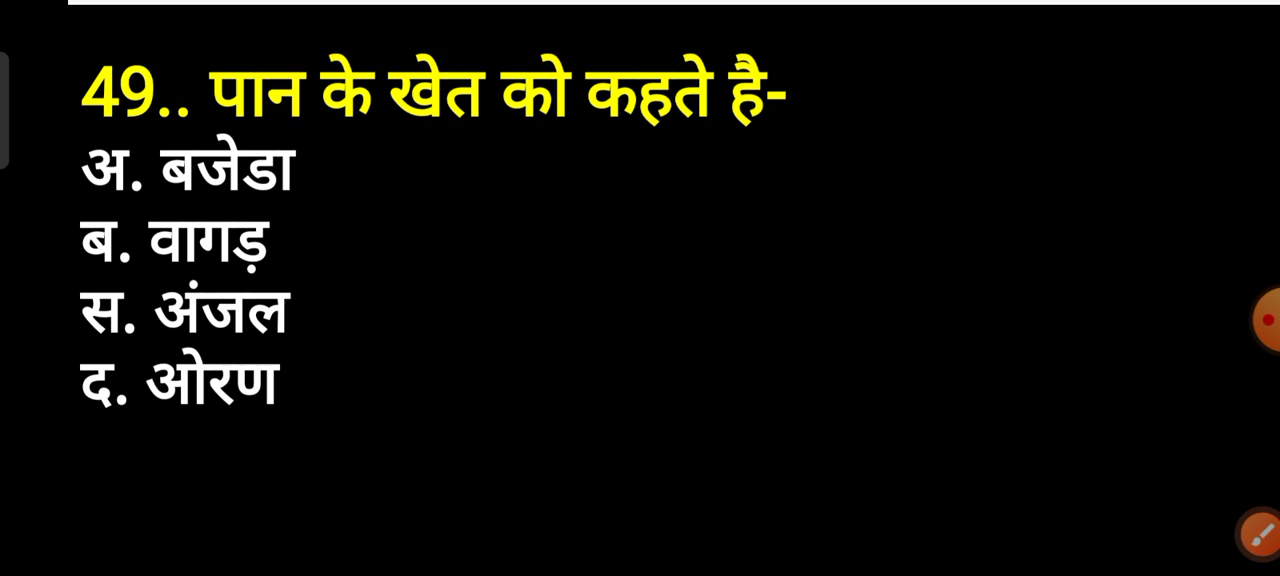 49.. पान के खेत को कहते है-
अ. बजेडा
ब. वागड़
स. अंजल
द. ओरण